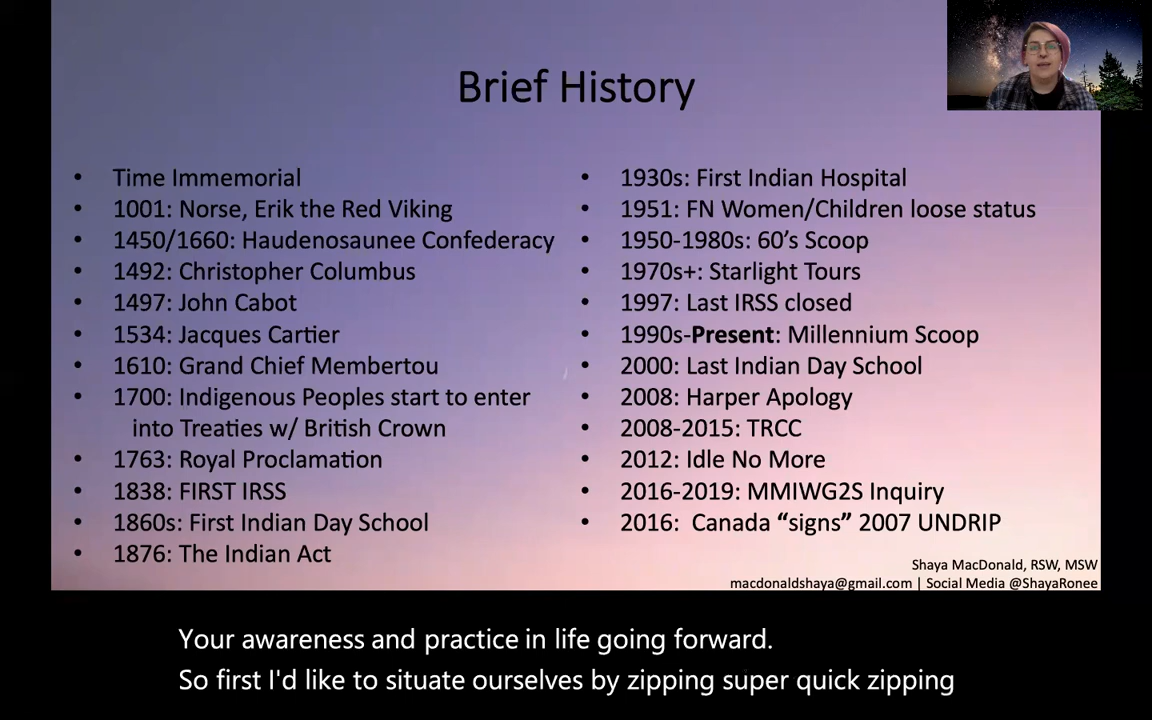 Brief History
• Time Immemorial
• 1001: Norse, Erik the Red Viking
• 1450/1660: Haudenosaunee Confederacy
• 1492: Christopher Columbus
• 1497: John Cabot
• 1534: Jacques Cartier
• 1610: Grand Chief Membertou
• 1700: Indigenous Peoples start to enter
into Treaties w/ British Crown
• 1763: Royal Proclamation
• 1838: FIRST IRSS
• 1860s: First Indian Day School
• 1876: The Indian Act
• 1930s: First Indian Hospital
• 1951: FN Women/Children loose status
• 1950-1980s: 60’s Scoop
• 1970s+: Starlight Tours
• 1997: Last IRSS closed
• 1990s-Present: Millennium Scoop
• 2000: Last Indian Day School
• 2008: Harper Apology
• 2008-2015: TRCC
• 2012: Idle No More
• 2016-2019: MMIWG2S Inquiry
• 2016: Canada “signs” 2007 UNDRIP
Shaya MacDonald, RSW, MSW
macdonaldshaya@gmail.com | Social Media @ShayaRonee
Your awareness and practice in life going forward.
So first I'd like to situate ourselves by zipping super quick zipping